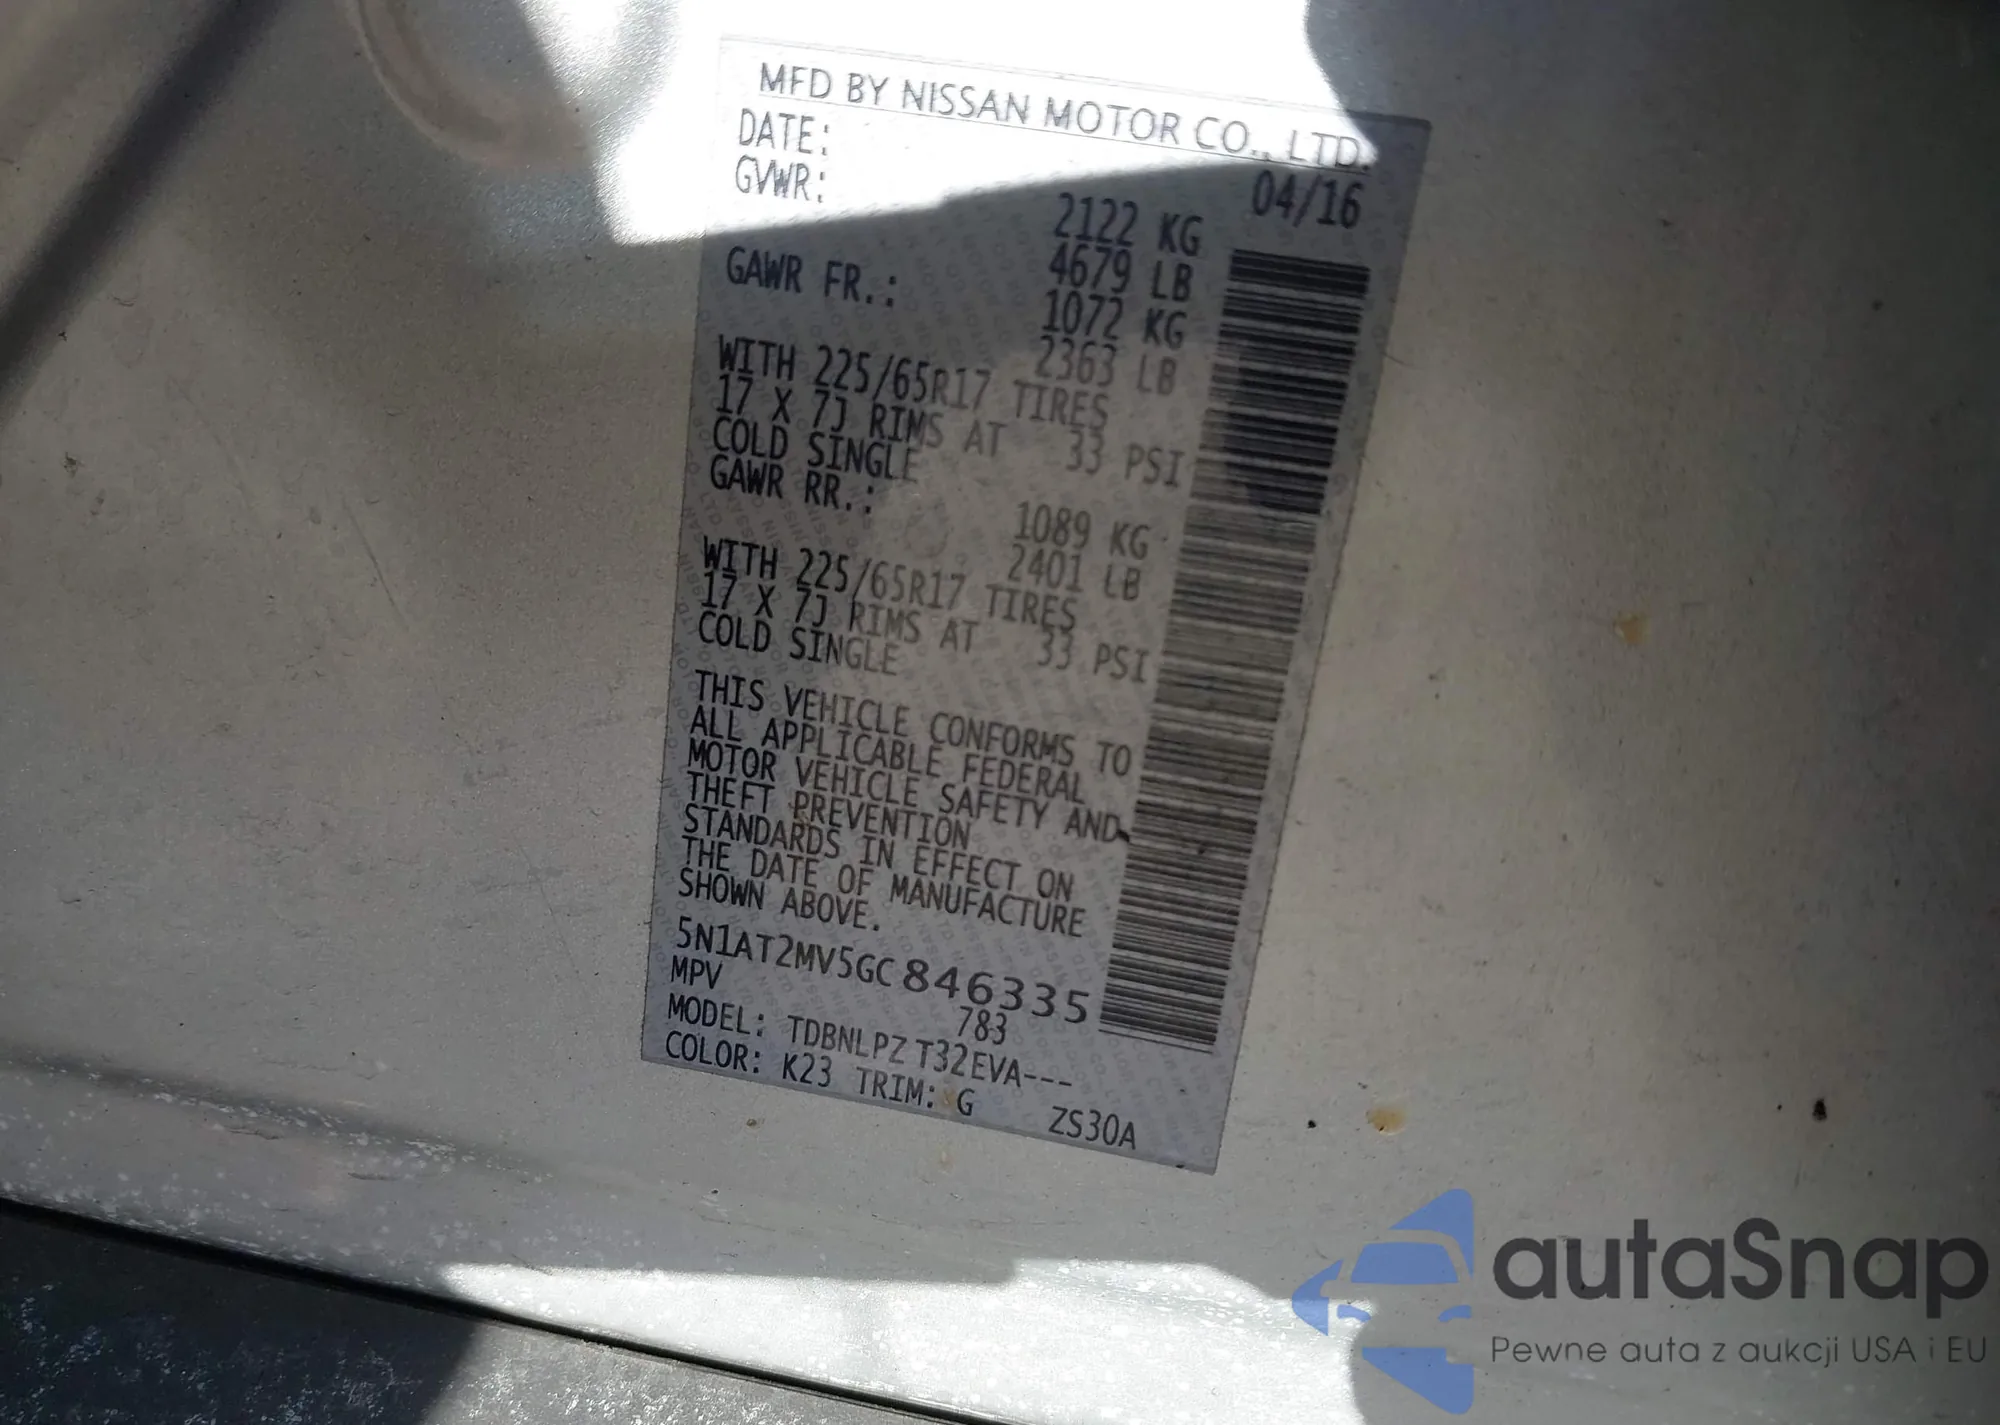 MFD BY NISSAN MOTOR CO., LTD.
DATE: 04/16
GVWR: 2122 KG
4679 LB
GAWR FR.: 1072 KG
2363 LB
WITH 225/65R17 TIRES
17 X 7J RIMS AT 33 PSI
COLD SINGLE
GAWR RR.: 1089 KG
2401 LB
WITH 225/65R17 TIRES
17 X 7J RIMS AT 33 PSI
COLD SINGLE
THIS VEHICLE CONFORMS TO
ALL APPLICABLE FEDERAL
MOTOR VEHICLE SAFETY AND
THEFT PREVENTION
STANDARDS IN EFFECT ON
THE DATE OF MANUFACTURE
SHOWN ABOVE.
5N1AT2MV5GC846335
MPV 783
MODEL: TDBNLPZ T32EVA---
COLOR: K23 TRIM: G ZS30A
autaSnap
Pewne auta z aukcji USA i EU